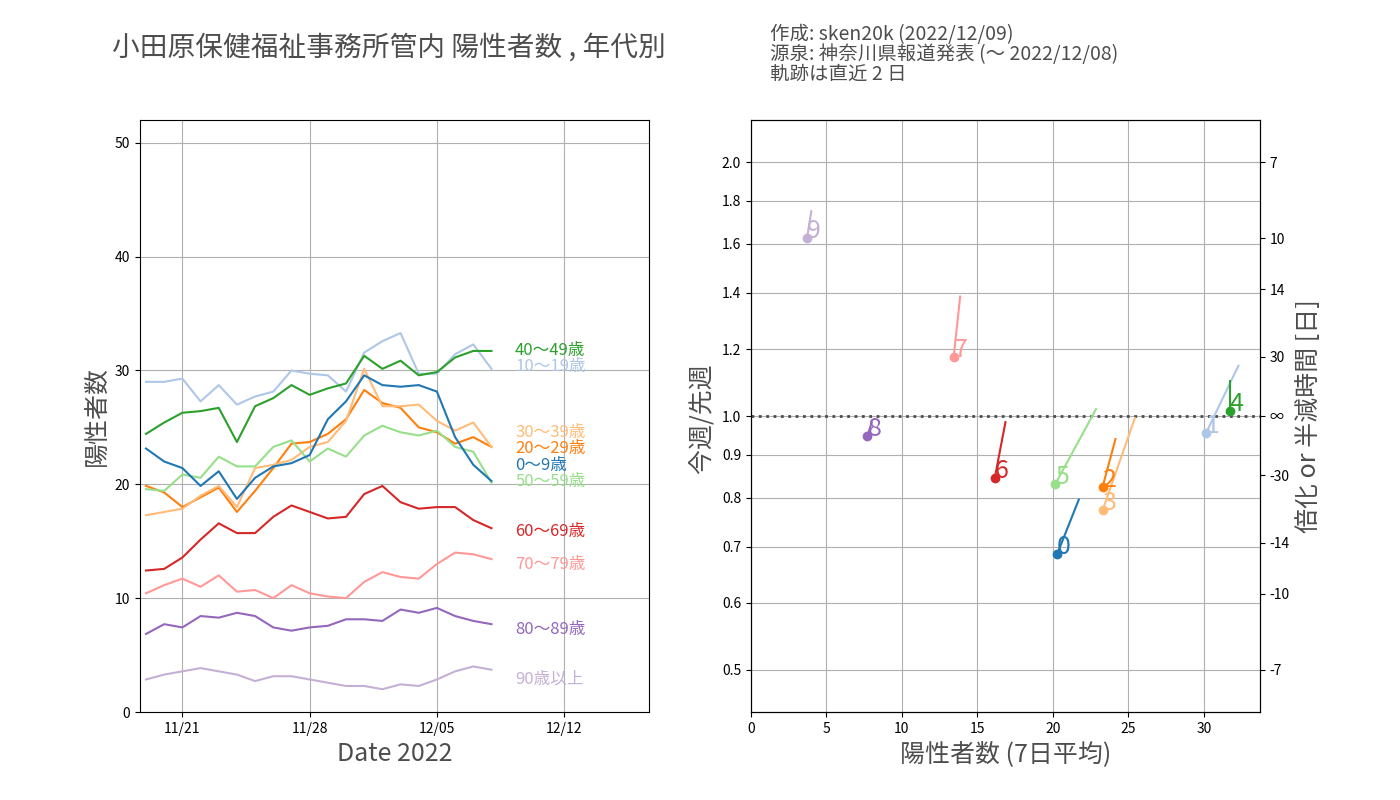 小田原保健福祉事務所管内 陽性者数 , 年代別
作成: sken20k (2022/12/09)
源泉: 神奈川県報道発表 (～ 2022/12/08)
軌跡は直近 2 日
陽性者数
50
40
30
20
10
0
40～49歳
10～19歳
30～39歳
20～29歳
0～9歳
50～59歳
60～69歳
70～79歳
80～89歳
90歳以上
11/21
11/28
12/05
12/12
Date 2022
今週/先週
2.0
1.8
1.6
1.4
1.2
1.0
0.9
0.8
0.7
0.6
0.5
9
7
8
4
1
6
5
2
3
0
7
10
14
30
∞
-30
-14
-10
-7
倍化 or 半減時間 [日]
0
5
10
15
20
25
30
陽性者数 (7日平均)